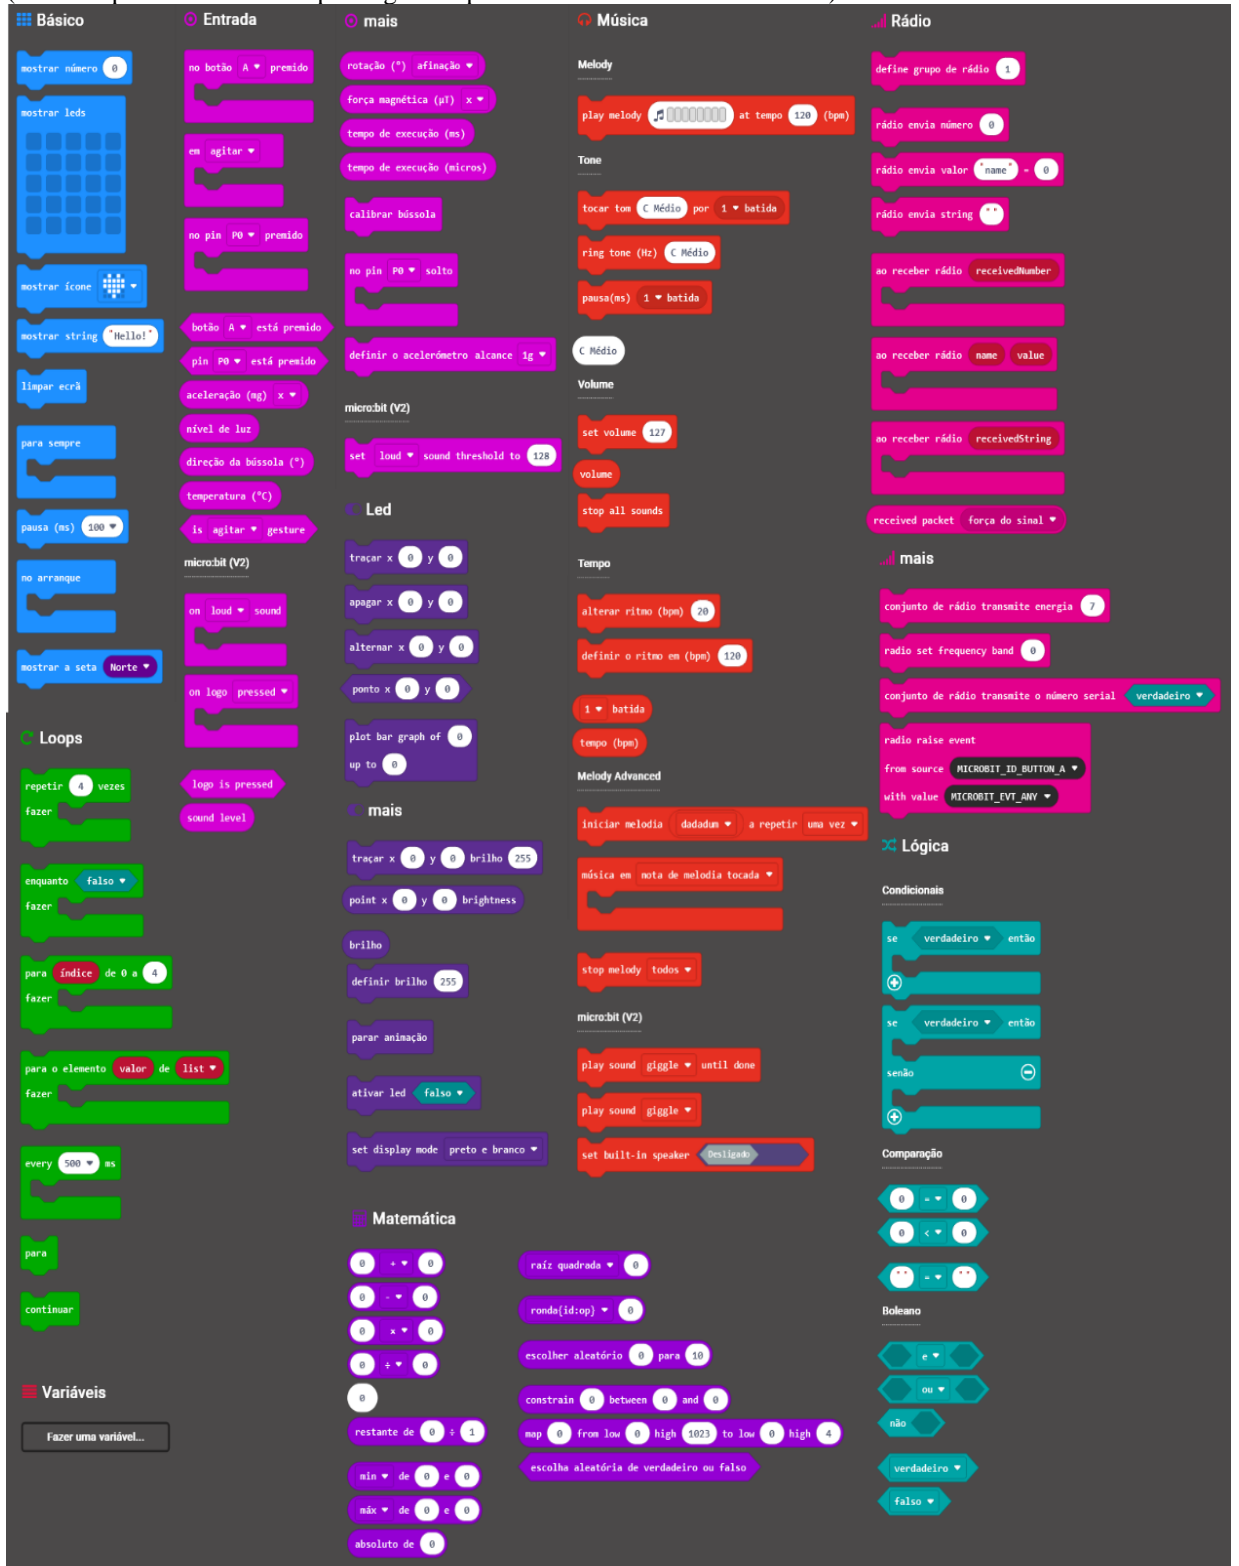 Básico
mostrar número 0
mostrar leds
mostrar ícone
mostrar string "Hello!"
limpar ecrã
para sempre
pausa (ms) 100
no arranque
mostrar a seta Norte
Loops
repetir 4 vezes
fazer
enquanto falso
fazer
para índice de 0 a 4
fazer
para o elemento valor de list
fazer
every 500 ms
para
continuar
Variáveis
Fazer uma variável...
Entrada
no botão A premido
em agitar
no pin P0 premido
botão A está premido
pin P0 está premido
aceleração (mg) x
nível de luz
direção da bússola (°)
temperatura (°C)
is agitar gesture
micro:bit (V2)
on loud sound
on logo pressed
logo is pressed
sound level
mais
rotação (°) afinação
força magnética (µT) x
tempo de execução (ms)
tempo de execução (micros)
calibrar bússola
no pin P0 solto
definir o acelerómetro alcance 1g
micro:bit (V2)
set loud sound threshold to 128
Led
traçar x 0 y 0
apagar x 0 y 0
alternar x 0 y 0
ponto x 0 y 0
plot bar graph of 0
up to 0
mais
traçar x 0 y 0 brilho 255
point x 0 y 0 brightness
brilho
definir brilho 255
parar animação
ativar led falso
set display mode preto e branco
Matemática
0 + 0
0 - 0
0 x 0
0 ÷ 0
0
restante de 0 ÷ 1
min de 0 e 0
máx de 0 e 0
absoluto de 0
raíz quadrada 0
ronda{id:op} 0
escolher aleatório 0 para 10
constrain 0 between 0 and 0
map 0 from low 0 high 1023 to low 0 high 4
escolha aleatória de verdadeiro ou falso
Música
Melody
play melody at tempo 120 (bpm)
Tone
tocar tom C Médio por 1 batida
ring tone (Hz) C Médio
pausa(ms) 1 batida
C Médio
Volume
set volume 127
volume
stop all sounds
Tempo
alterar ritmo (bpm) 20
definir o ritmo em (bpm) 120
1 batida
tempo (bpm)
Melody Advanced
iniciar melodia dadadum a repetir uma vez
música em nota de melodia tocada
stop melody todos
micro:bit (V2)
play sound giggle until done
play sound giggle
set built-in speaker Desligado
Rádio
define grupo de rádio 1
rádio envia número 0
rádio envia valor "name" = 0
rádio envia string " "
ao receber rádio receivedNumber
ao receber rádio name value
ao receber rádio receivedString
received packet força do sinal
mais
conjunto de rádio transmite energia 7
radio set frequency band 0
conjunto de rádio transmite o número serial verdadeiro
radio raise event
from source MICROBIT_ID_BUTTON_A
with value MICROBIT_EVT_ANY
Lógica
Condicionais
se verdadeiro então
se verdadeiro então
senão
Comparação
0 = 0
0 < 0
" " = " "
Boleano
e
ou
não
verdadeiro
falso